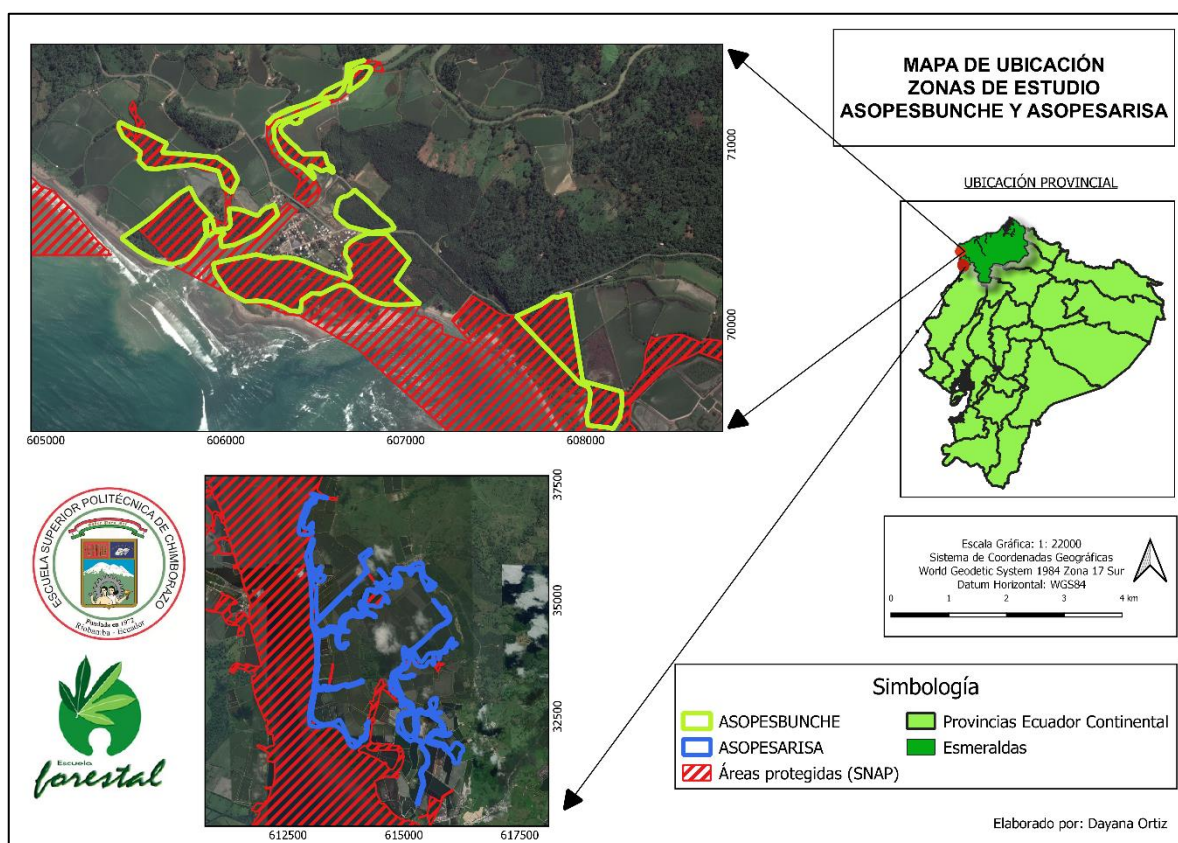 MAPA DE UBICACIÓN
ZONAS DE ESTUDIO
ASOPESBUNCHE Y ASOPESARISA
71000
70000
605000
606000
607000
608000
UBICACIÓN PROVINCIAL
ESCUELA SUPERIOR POLITÉCNICA DE CHIMBORAZO
Fundada en 1972
Riobamba - Ecuador
Escuela
forestal
37500
35000
32500
612500
615000
617500
Escala Gráfica: 1: 22000
Sistema de Coordenadas Geográficas
World Geodetic System 1984 Zona 17 Sur
Datum Horizontal: WGS84
0 1 2 3 4 km
Simbología
ASOPESBUNCHE
ASOPESARISA
Áreas protegidas (SNAP)
Provincias Ecuador Continental
Esmeraldas
Elaborado por: Dayana Ortiz